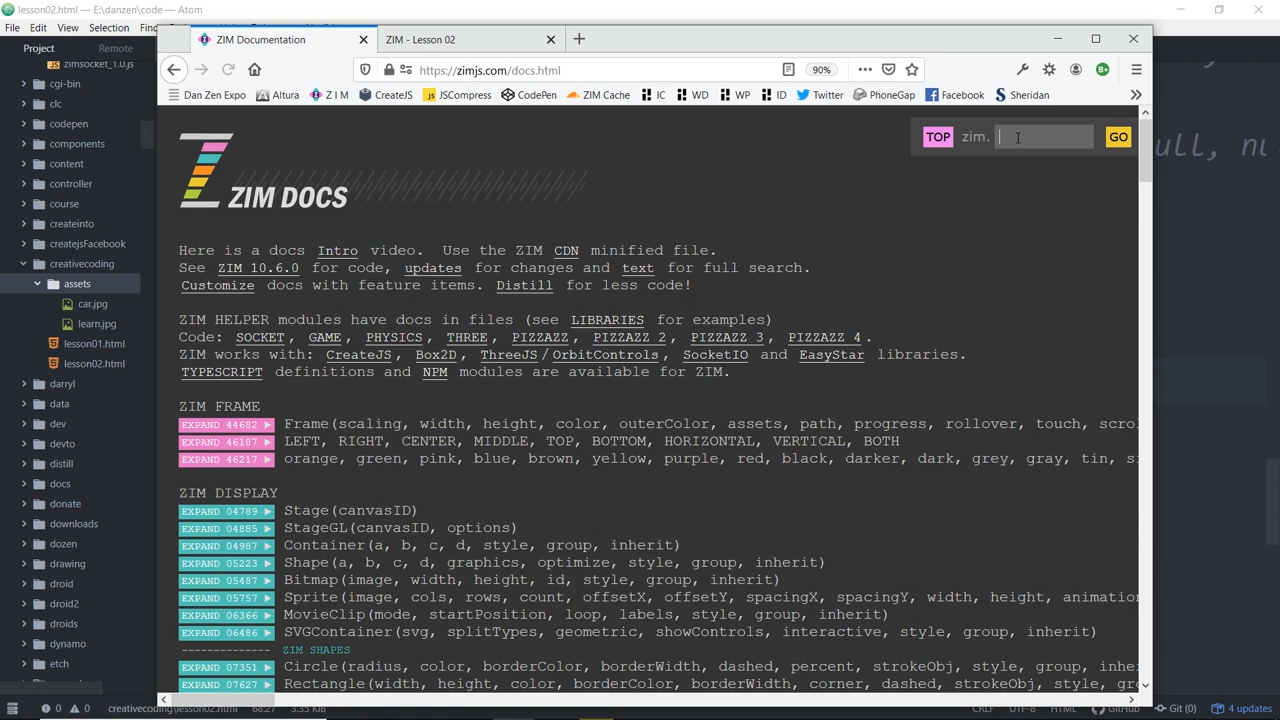 lesson02.html — E:\danzen\code — Atom
File Edit View Selection Find
Project Remote
zimsocket_1.0.js
cgi-bin
clc
codepen
components
content
controller
course
createinto
createjsFacebook
creativecoding
assets
car.jpg
learn.jpg
lesson01.html
lesson02.html
darryl
data
dev
devto
distill
docs
donate
downloads
dozen
drawing
droid
droid2
droids
dynamo
etch
ZIM Documentation
ZIM - Lesson 02
https://zimjs.com/docs.html
90%
Dan Zen Expo Altura Z I M CreateJS JSCompress CodePen ZIM Cache IC WD WP ID Twitter PhoneGap Facebook Sheridan
TOP zim. GO
ZIM DOCS
Here is a docs Intro video. Use the ZIM CDN minified file.
See ZIM 10.6.0 for code, updates for changes and text for full search.
Customize docs with feature items. Distill for less code!
ZIM HELPER modules have docs in files (see LIBRARIES for examples)
Code: SOCKET, GAME, PHYSICS, THREE, PIZZAZZ, PIZZAZZ 2, PIZZAZZ 3, PIZZAZZ 4.
ZIM works with: CreateJS, Box2D, ThreeJS/OrbitControls, SocketIO and EasyStar libraries.
TYPESCRIPT definitions and NPM modules are available for ZIM.
ZIM FRAME
EXPAND 44682 Frame(scaling, width, height, color, outerColor, assets, path, progress, rollover, touch, scro
EXPAND 46187 LEFT, RIGHT, CENTER, MIDDLE, TOP, BOTTOM, HORIZONTAL, VERTICAL, BOTH
EXPAND 46217 orange, green, pink, blue, brown, yellow, purple, red, black, darker, dark, grey, gray, tin, si
ZIM DISPLAY
EXPAND 04789 Stage(canvasID)
EXPAND 04885 StageGL(canvasID, options)
EXPAND 04987 Container(a, b, c, d, style, group, inherit)
EXPAND 05223 Shape(a, b, c, d, graphics, optimize, style, group, inherit)
EXPAND 05487 Bitmap(image, width, height, id, style, group, inherit)
EXPAND 05757 Sprite(image, cols, rows, count, offsetX, offsetY, spacingX, spacingY, width, height, animation
EXPAND 06366 MovieClip(mode, startPosition, loop, labels, style, group, inherit)
EXPAND 06486 SVGContainer(svg, splitTypes, geometric, showControls, interactive, style, group, inherit)
-------------- ZIM SHAPES
EXPAND 07351 Circle(radius, color, borderColor, borderWidth, dashed, percent, strokeObj, style, group, inher
EXPAND 07627 Rectangle(width, height, color, borderColor, borderWidth, corner, dashed, strokeObj, style, gr
ull, nu
0 0 creativecoding\lesson02.html 68:27 3.35 KiB CRLF UTF-8 HTML GitHub Git (0) 4 updates